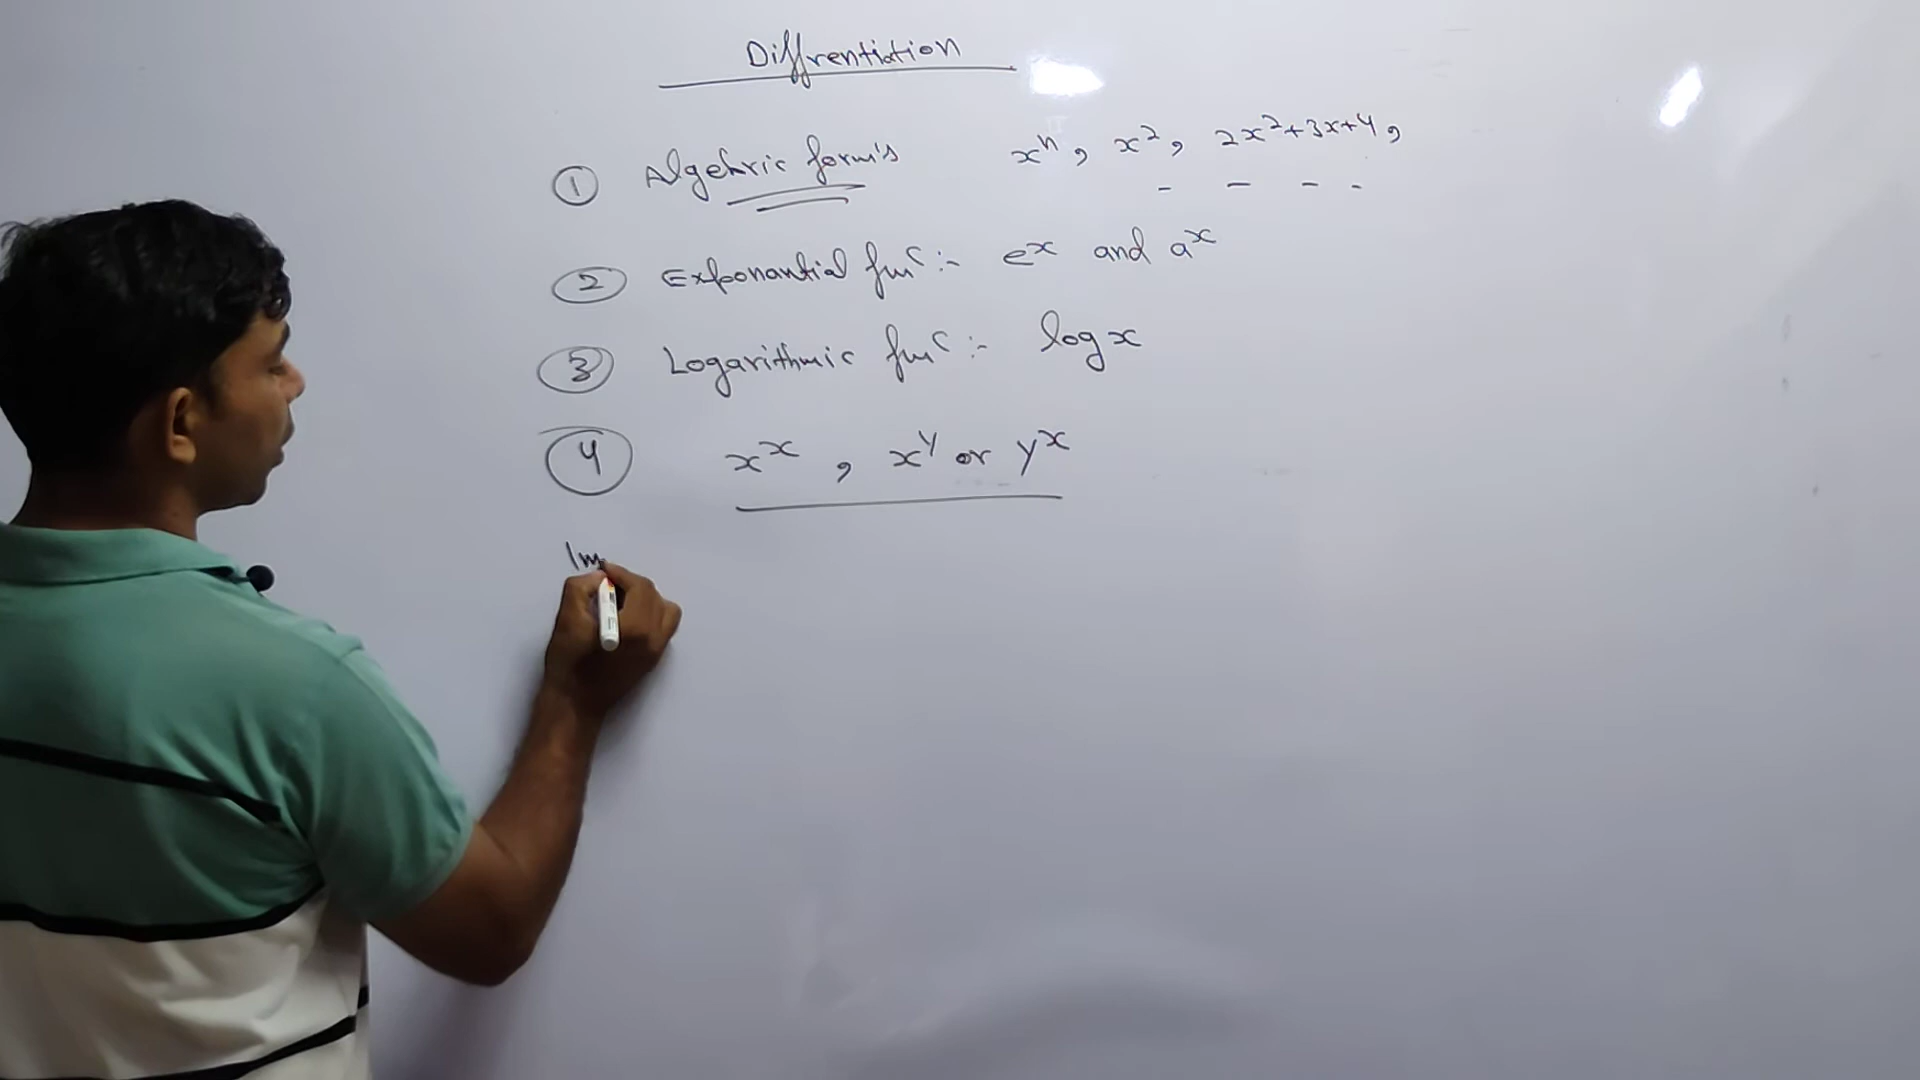 Diffrentiation
① Algebric form's xⁿ, x², 2x²+3x+4,
- - - -
② Exponantial funᶜ :- eˣ and aˣ
③ Logarithmic funᶜ :- log x
④ xˣ , xʸ or yˣ
Im